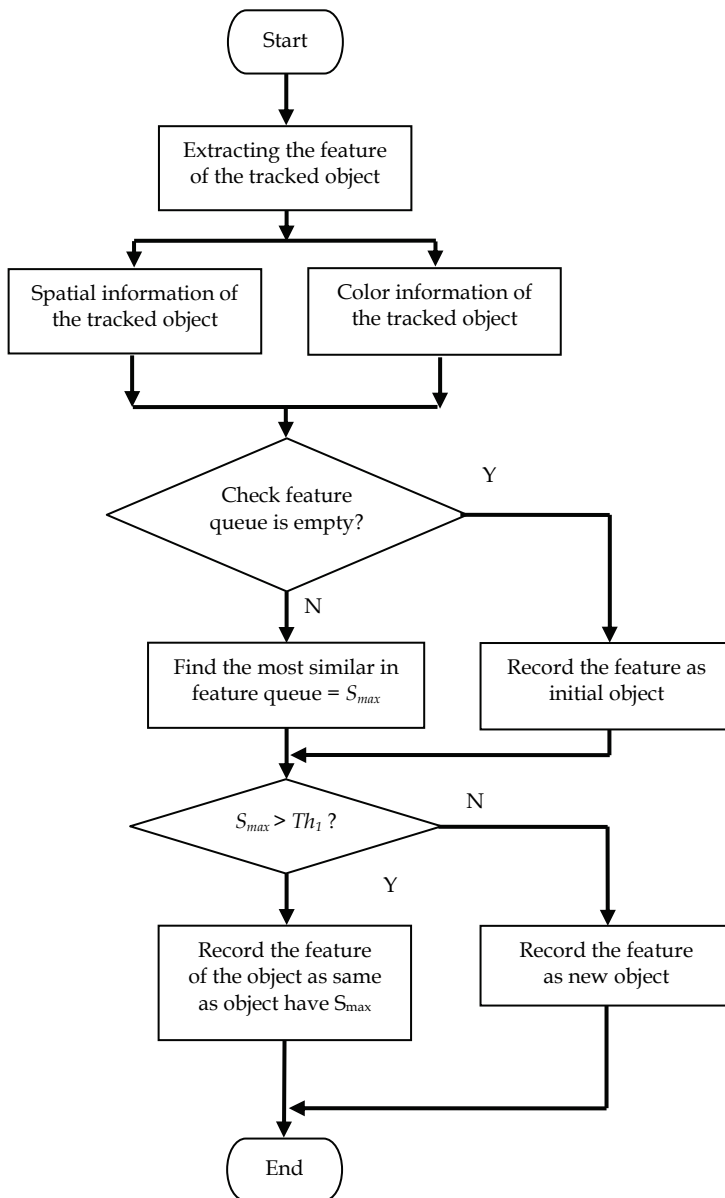 Start
Extracting the feature
of the tracked object
Spatial information of
the tracked object
Color information of
the tracked object
Check feature
queue is empty?
Y
N
Find the most similar in
feature queue = Smax
Record the feature as
initial object
Smax > Th1 ?
N
Y
Record the feature
of the object as same
as object have Smax
Record the feature
as new object
End